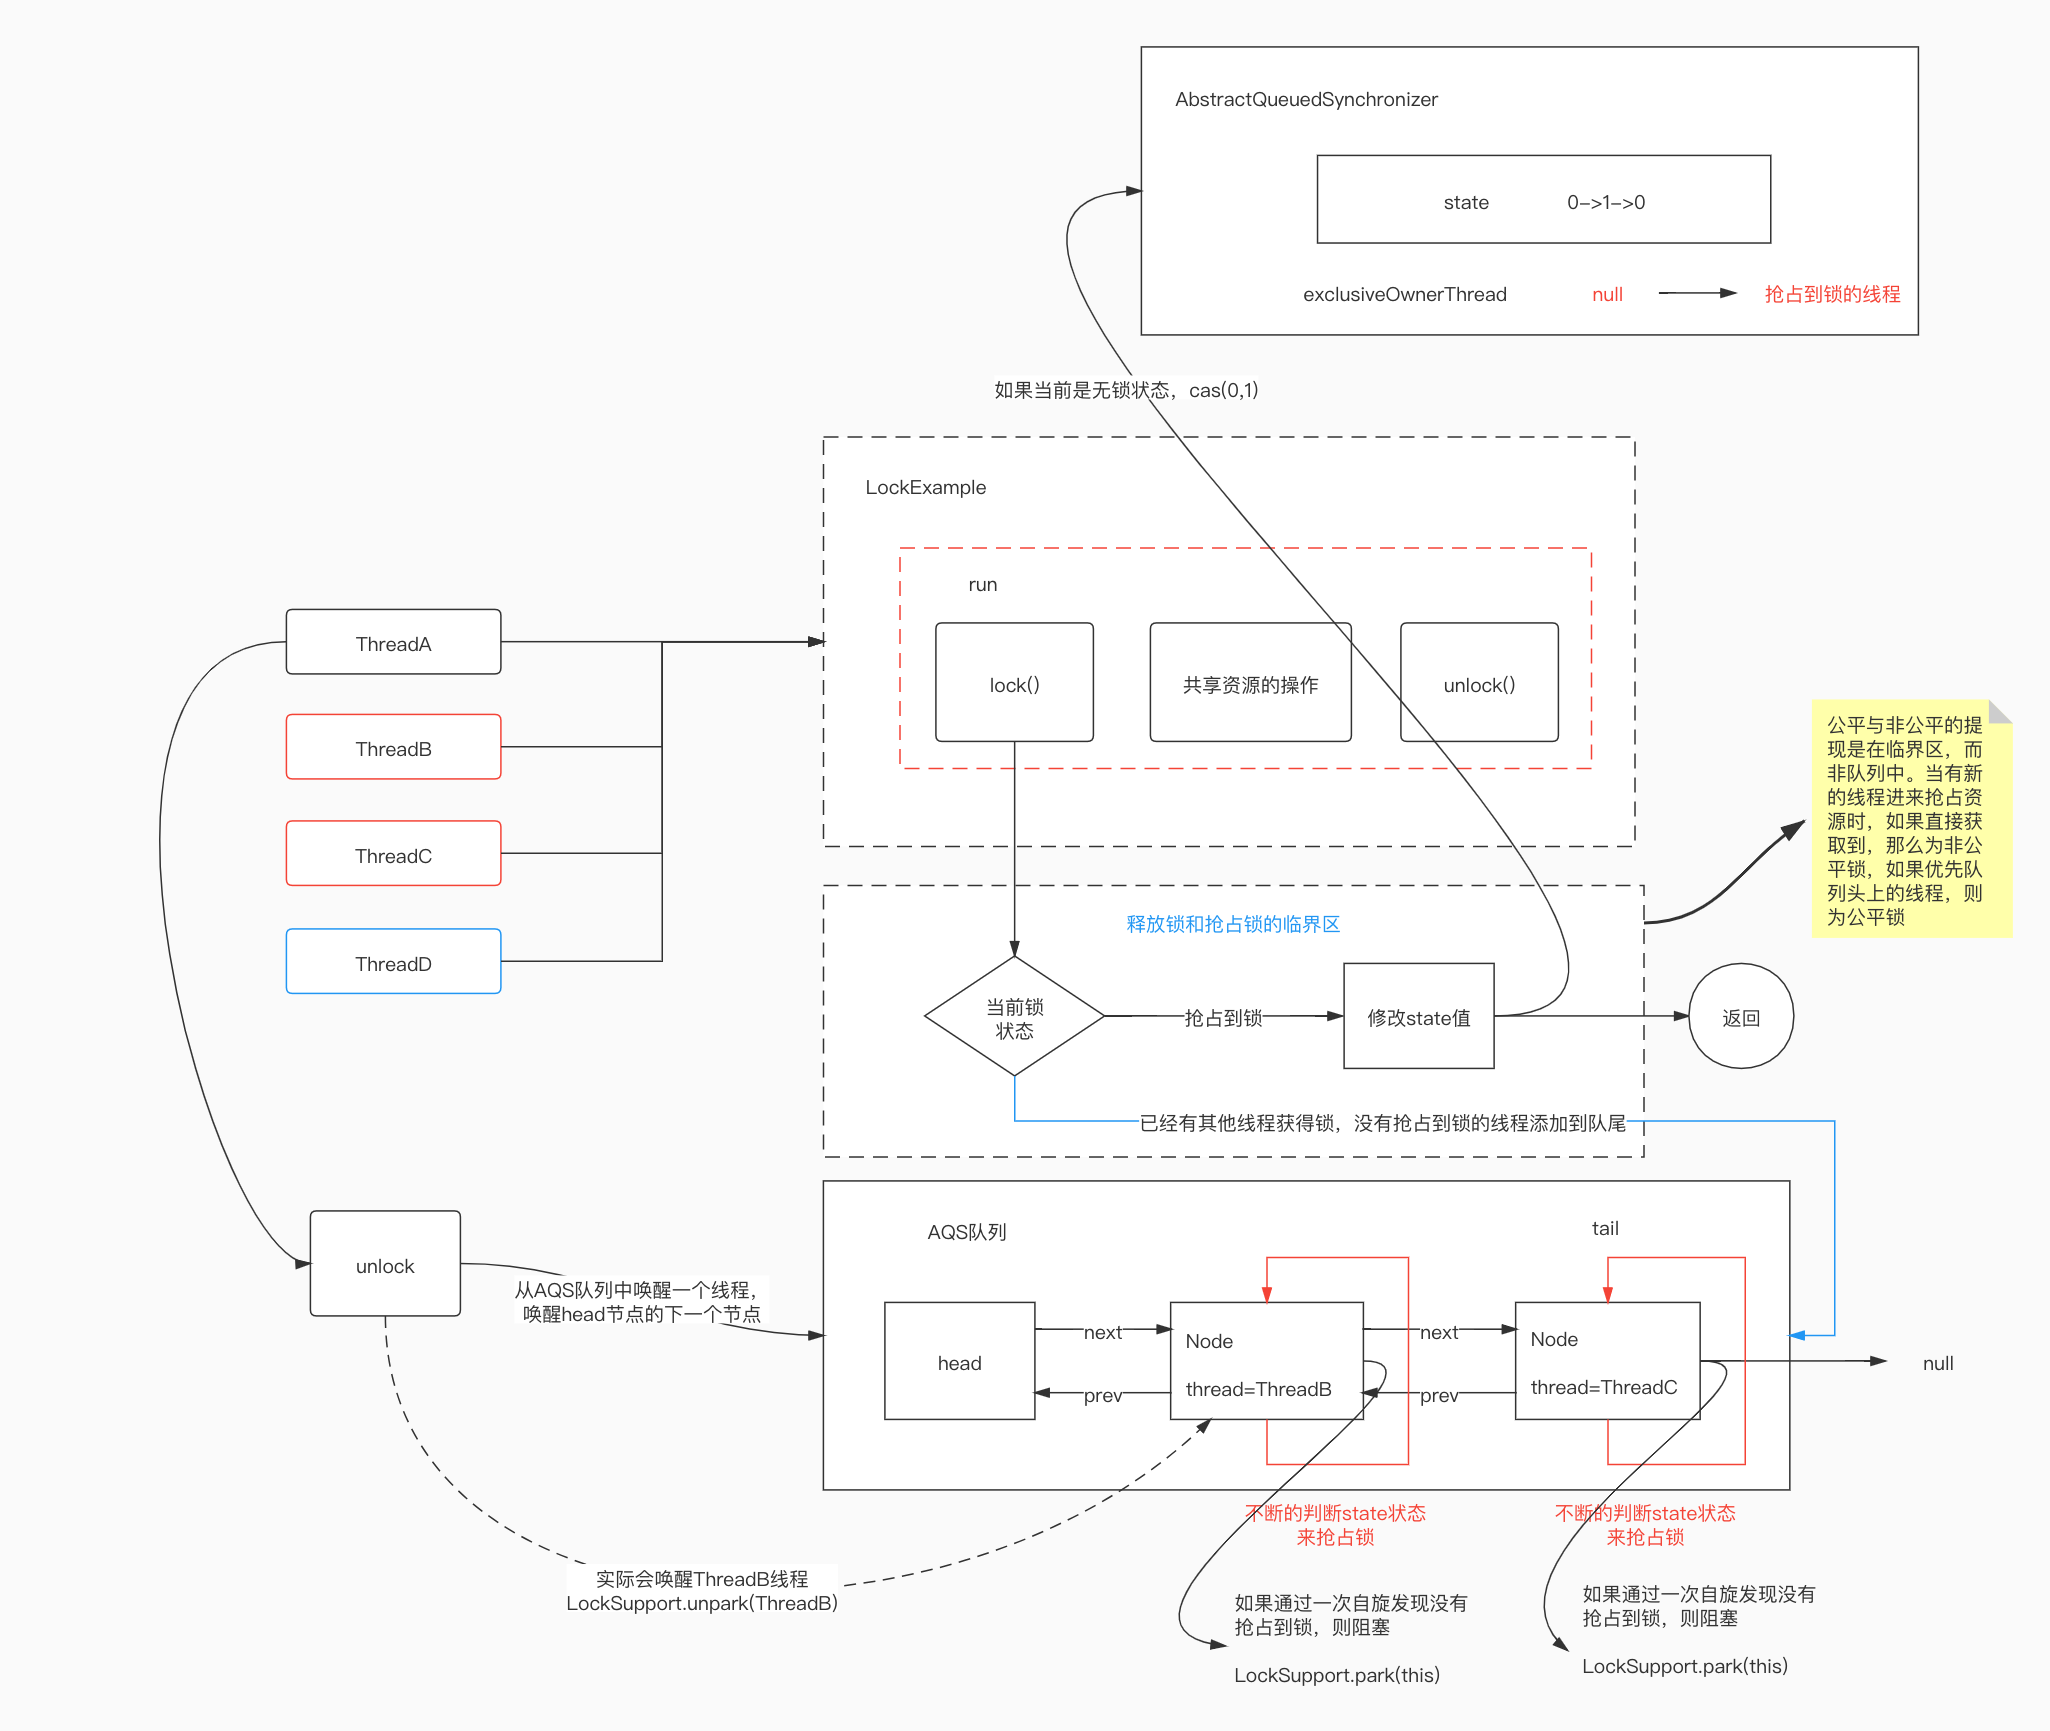 AbstractQueuedSynchronizer
state 0->1->0
exclusiveOwnerThread null 抢占到锁的线程
如果当前是无锁状态，cas(0,1)
LockExample
run
lock()
共享资源的操作
unlock()
ThreadA
ThreadB
ThreadC
ThreadD
公平与非公平的提
现是在临界区，而
非队列中。当有新
的线程进来抢占资
源时，如果直接获
取到，那么为非公
平锁，如果优先队
列头上的线程，则
为公平锁
释放锁和抢占锁的临界区
当前锁
状态
抢占到锁
修改state值
返回
已经有其他线程获得锁，没有抢占到锁的线程添加到队尾
unlock
从AQS队列中唤醒一个线程，
唤醒head节点的下一个节点
AQS队列
tail
head
next
prev
Node
thread=ThreadB
next
prev
Node
thread=ThreadC
null
不断的判断state状态
来抢占锁
不断的判断state状态
来抢占锁
实际会唤醒ThreadB线程
LockSupport.unpark(ThreadB)
如果通过一次自旋发现没有
抢占到锁，则阻塞
LockSupport.park(this)
如果通过一次自旋发现没有
抢占到锁，则阻塞
LockSupport.park(this)